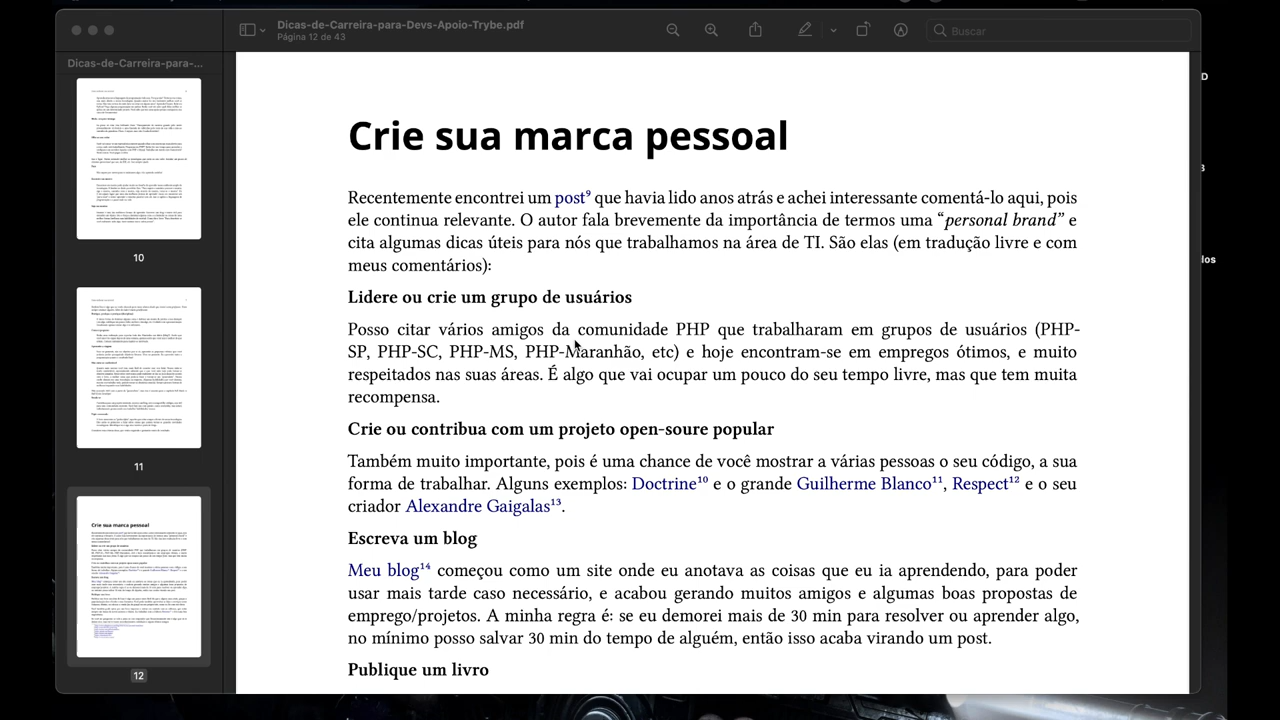 Dicas-de-Carreira-para-Devs-Apoio-Trybe.pdf
Página 12 de 43
Buscar
Dicas-de-Carreira-para-...
10
11
Crie sua marca pessoal
12
Crie sua marca pessoal
Recentemente encontrei um post⁹ que havia lido anos atrás e achei interessante comentá-lo aqui, pois
ele continua relevante. O autor fala brevemente da importância de termos uma “personal brand” e
cita algumas dicas úteis para nós que trabalhamos na área de TI. São elas (em tradução livre e com
meus comentários):
Lidere ou crie um grupo de usuários
Posso citar vários amigos da comunidade PHP que trabalharam em grupos de usuários (PHP-
SP, PHP-SC, PHP-MS, PHP-Maranhão, etc) e hoje encontram-se em empregos ótimos, e muito
respeitados nas suas áreas. É algo que vai ocupar um pouco do seu tempo livre, mas que tem muita
recompensa.
Crie ou contribua com um projeto open-soure popular
Também muito importante, pois é uma chance de você mostrar a várias pessoas o seu código, a sua
forma de trabalhar. Alguns exemplos: Doctrine¹⁰ e o grande Guilherme Blanco¹¹, Respect¹² e o seu
criador Alexandre Gaigalas¹³.
Escreva um blog
Meu blog¹⁴ começou como um local onde eu anotava as coisas que ia aprendendo, para poder
lembrar mais tarde caso necessário, e acabou gerando muitos contatos e algumas boas propostas de
emprego/projetos. A minha regra é: se eu demoro mais de 30 min para resolver ou aprender algo,
no mínimo posso salvar 30 min do tempo de alguém, então isso acaba virando um post.
Publique um livro
D
3
los